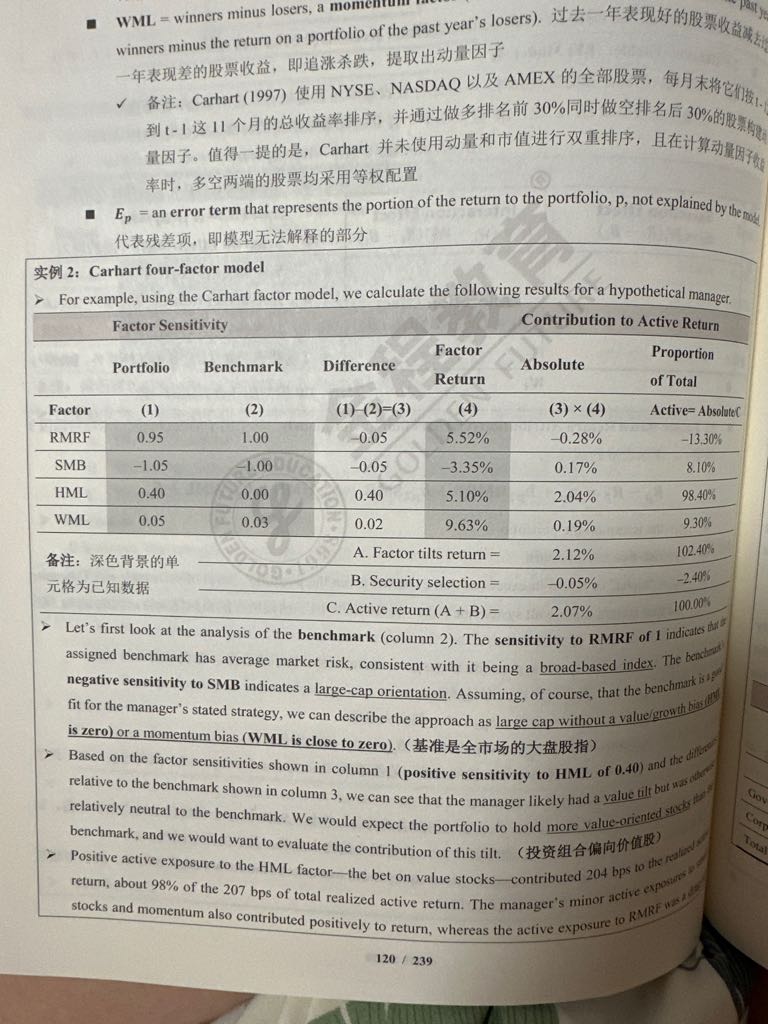 ■ WML = winners minus losers, a momentum
winners minus the return on a portfolio of the past year's losers). 过去一年表现好的股票收益减去过
一年表现差的股票收益，即追涨杀跌，提取出动量因子
✓ 备注：Carhart (1997) 使用 NYSE、NASDAQ 以及 AMEX 的全部股票，每月末将它们按 t-12
到 t-1 这 11 个月的总收益率排序，并通过做多排名前 30%同时做空排名后 30%的股票构建动
量因子。值得一提的是，Carhart 并未使用动量和市值进行双重排序，且在计算动量因子收益
率时，多空两端的股票均采用等权配置
■ Ep = an error term that represents the portion of the return to the portfolio, p, not explained by the model.
代表残差项，即模型无法解释的部分
实例 2：Carhart four-factor model
➢ For example, using the Carhart factor model, we calculate the following results for a hypothetical manager.
Factor Sensitivity Contribution to Active Return
Portfolio Benchmark Difference Factor Return Absolute Proportion of Total
Factor (1) (2) (1)–(2)=(3) (4) (3) × (4) Active= Absolute/C
RMRF 0.95 1.00 –0.05 5.52% –0.28% –13.30%
SMB –1.05 –1.00 –0.05 –3.35% 0.17% 8.10%
HML 0.40 0.00 0.40 5.10% 2.04% 98.40%
WML 0.05 0.03 0.02 9.63% 0.19% 9.30%
备注：深色背景的单
元格为已知数据
A. Factor tilts return = 2.12% 102.40%
B. Security selection = –0.05% –2.40%
C. Active return (A + B) = 2.07% 100.00%
➢ Let's first look at the analysis of the benchmark (column 2). The sensitivity to RMRF of 1 indicates that the
assigned benchmark has average market risk, consistent with it being a broad-based index. The benchmark's
negative sensitivity to SMB indicates a large-cap orientation. Assuming, of course, that the benchmark is a good
fit for the manager's stated strategy, we can describe the approach as large cap without a value/growth bias (HML
is zero) or a momentum bias (WML is close to zero).（基准是全市场的大盘股指）
➢ Based on the factor sensitivities shown in column 1 (positive sensitivity to HML of 0.40) and the differences
relative to the benchmark shown in column 3, we can see that the manager likely had a value tilt but was otherwise
relatively neutral to the benchmark. We would expect the portfolio to hold more value-oriented stocks than the
benchmark, and we would want to evaluate the contribution of this tilt. （投资组合偏向价值股）
➢ Positive active exposure to the HML factor—the bet on value stocks—contributed 204 bps to the realized active
return, about 98% of the 207 bps of total realized active return. The manager's minor active exposures to
stocks and momentum also contributed positively to return, whereas the active exposure to RMRF was a
120 / 239
金程教育
GOLDEN FUTURE
GOLDEN FUTURE EDUCATION
Gov
Corp
Total